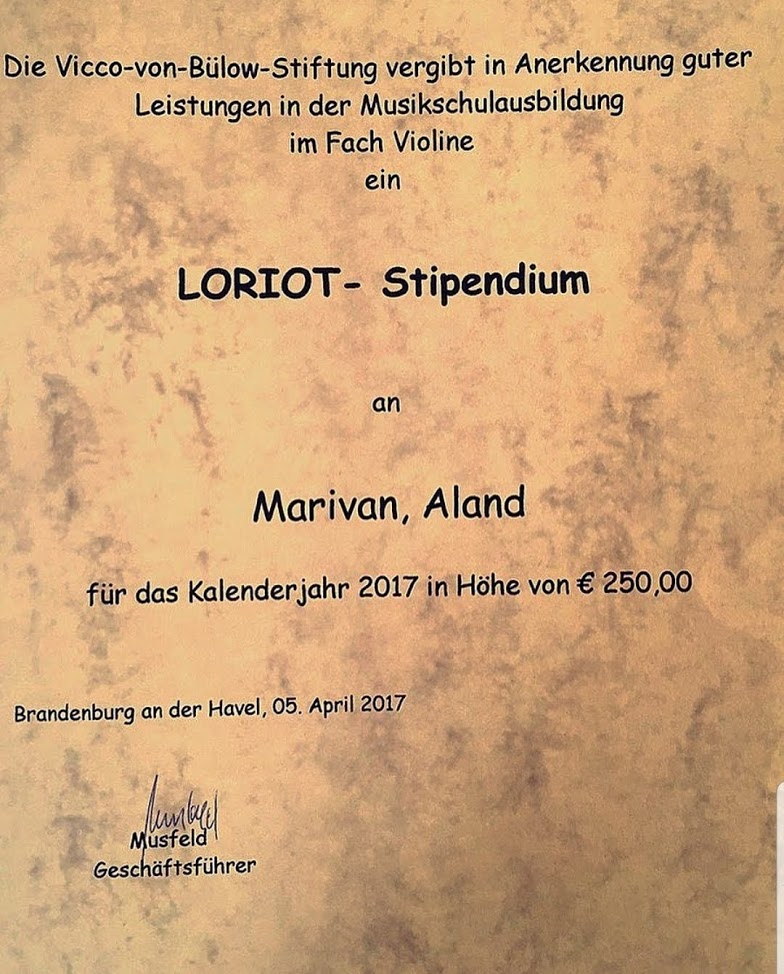 Die Vicco-von-Bülow-Stiftung vergibt in Anerkennung guter
Leistungen in der Musikschulausbildung
im Fach Violine
ein
LORIOT- Stipendium
an
Marivan, Aland
für das Kalenderjahr 2017 in Höhe von € 250,00
Brandenburg an der Havel, 05. April 2017
Musfeld
Geschäftsführer